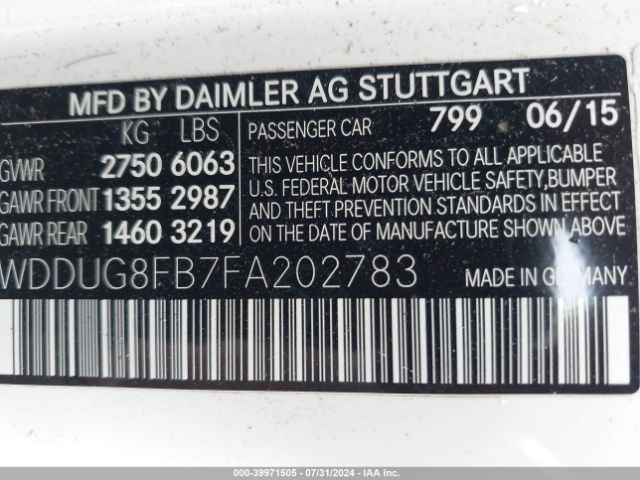 MFD BY DAIMLER AG STUTTGART
KG LBS
PASSENGER CAR 799 06/15
GVWR 2750 6063
GAWR FRONT 1355 2987
GAWR REAR 1460 3219
THIS VEHICLE CONFORMS TO ALL APPLICABLE
U.S. FEDERAL MOTOR VEHICLE SAFETY,BUMPER
AND THEFT PREVENTION STANDARDS IN EFFECT
ON THE DATE OF MANUFACTURE SHOWN ABOVE
WDDUG8FB7FA202783 MADE IN GERMANY
000-39971505 | 07/31/2024 | IAA, LLC